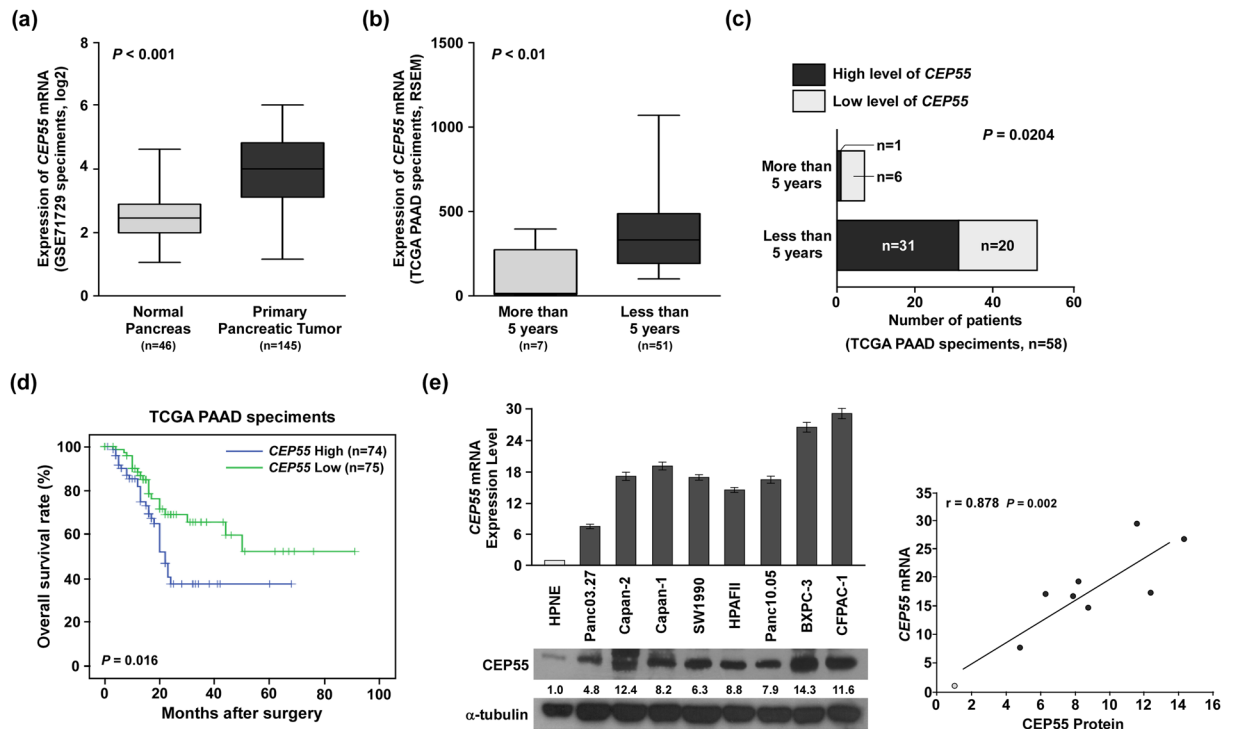 (a)
8
6
4
2
0
Expression of CEP55 mRNA
(GSE71729 speciments, log2)
P < 0.001
Normal
Pancreas
(n=46)
Primary
Pancreatic Tumor
(n=145)
(b)
1500
1000
500
0
Expression of CEP55 mRNA
(TCGA PAAD speciments, RSEM)
P < 0.01
More than
5 years
(n=7)
Less than
5 years
(n=51)
(c)
High level of CEP55
Low level of CEP55
P = 0.0204
More than
5 years
n=1
n=6
Less than
5 years
n=31
n=20
0 20 40 60
Number of patients
(TCGA PAAD speciments, n=58)
(d)
TCGA PAAD speciments
CEP55 High (n=74)
CEP55 Low (n=75)
100
80
60
40
20
0
Overall survival rate (%)
P = 0.016
0 20 40 60 80 100
Months after surgery
(e)
30
24
18
12
6
0
CEP55 mRNA
Expression Level
HPNE
Panc03.27
Capan-2
Capan-1
SW1990
HPAFII
Panc10.05
BXPC-3
CFPAC-1
CEP55
1.0 4.8 12.4 8.2 6.3 8.8 7.9 14.3 11.6
α-tubulin
r = 0.878 P = 0.002
35
30
25
20
15
10
5
0
CEP55 mRNA
0 2 4 6 8 10 12 14 16
CEP55 Protein